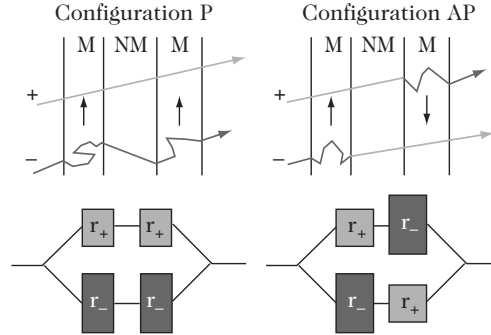 Configuration P
Configuration AP
M NM M
M NM M
+
+
−
−
r+ r+
r+ r−
r− r−
r− r+